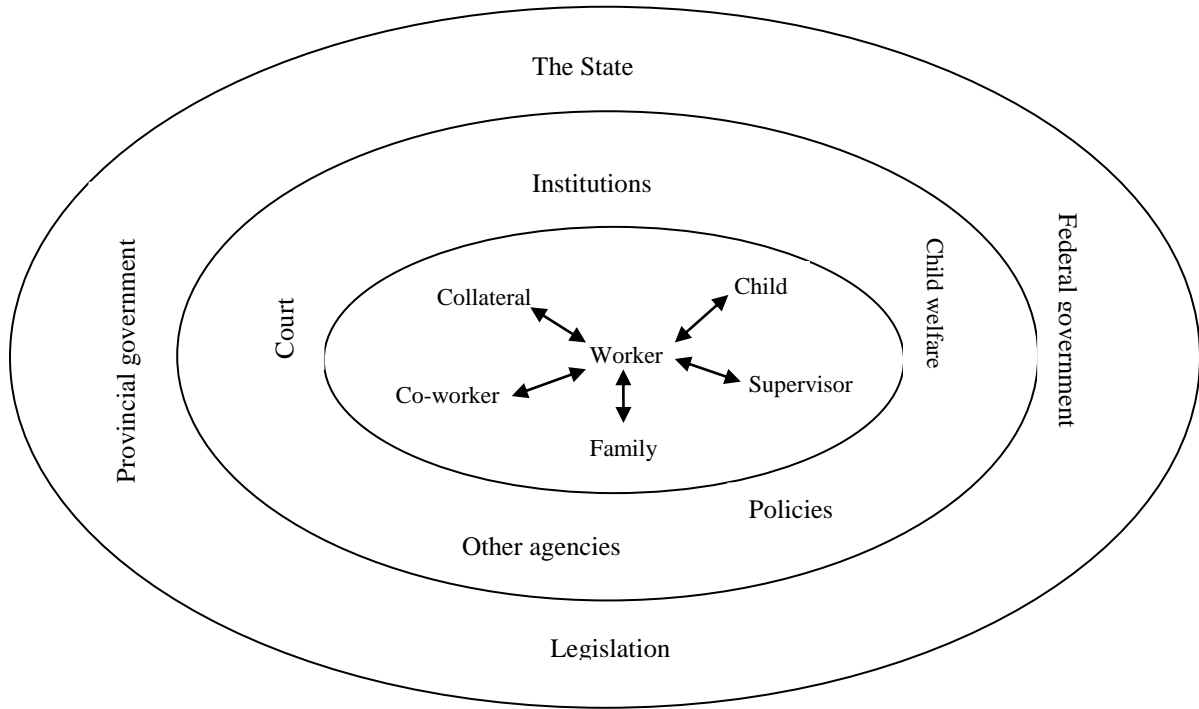 The State
Institutions
Provincial government
Federal government
Court
Child welfare
Collateral
Child
Worker
Co-worker
Supervisor
Family
Policies
Other agencies
Legislation